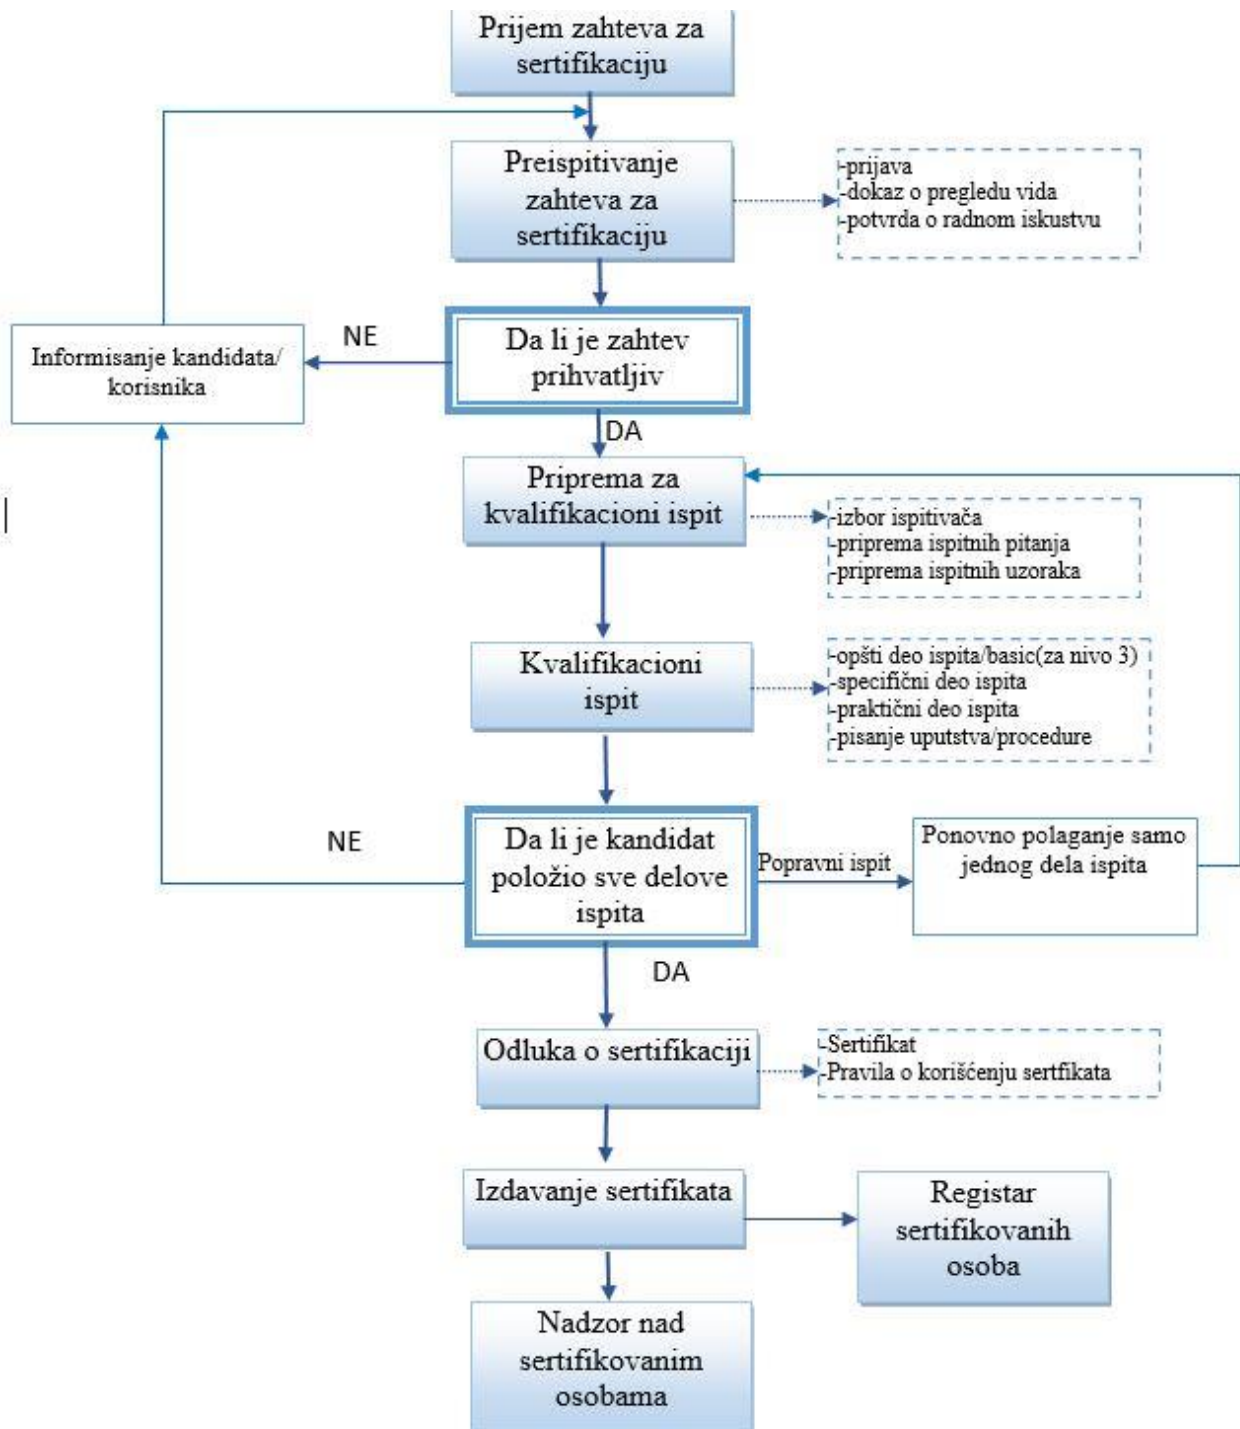 Prijem zahteva za
sertifikaciju
Preispitivanje
zahteva za
sertifikaciju
-prijava
-dokaz o pregledu vida
-potvrda o radnom iskustvu
Da li je zahtev
prihvatljiv
NE
Informisanje kandidata/
korisnika
DA
Priprema za
kvalifikacioni ispit
-izbor ispitivača
-priprema ispitnih pitanja
-priprema ispitnih uzoraka
Kvalifikacioni
ispit
-opšti deo ispita/basic(za nivo 3)
-specifični deo ispita
-praktični deo ispita
-pisanje uputstva/procedure
NE
Da li je kandidat
položio sve delove
ispita
Popravni ispit
Ponovno polaganje samo
jednog dela ispita
DA
Odluka o sertifikaciji
-Sertifikat
-Pravila o korišćenju sertfikata
Izdavanje sertifikata
Registar
sertifikovanih
osoba
Nadzor nad
sertifikovanim
osobama